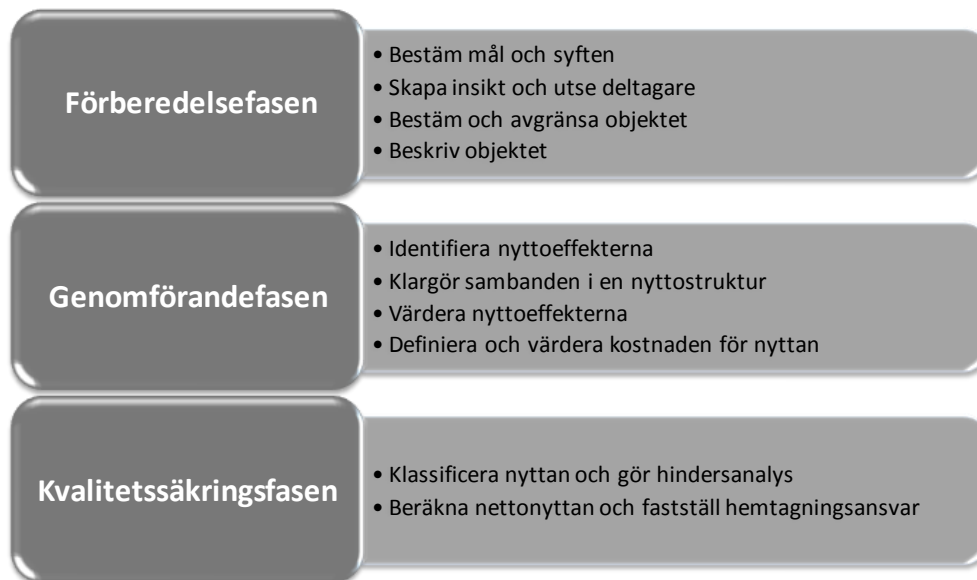 Förberedelsefasen
• Bestäm mål och syften
• Skapa insikt och utse deltagare
• Bestäm och avgränsa objektet
• Beskriv objektet
Genomförandefasen
• Identifiera nyttoeffekterna
• Klargör sambanden i en nyttostruktur
• Värdera nyttoeffekterna
• Definiera och värdera kostnaden för nyttan
Kvalitetssäkringsfasen
• Klassificera nyttan och gör hindersanalys
• Beräkna nettonyttan och fastställ hemtagningsansvar